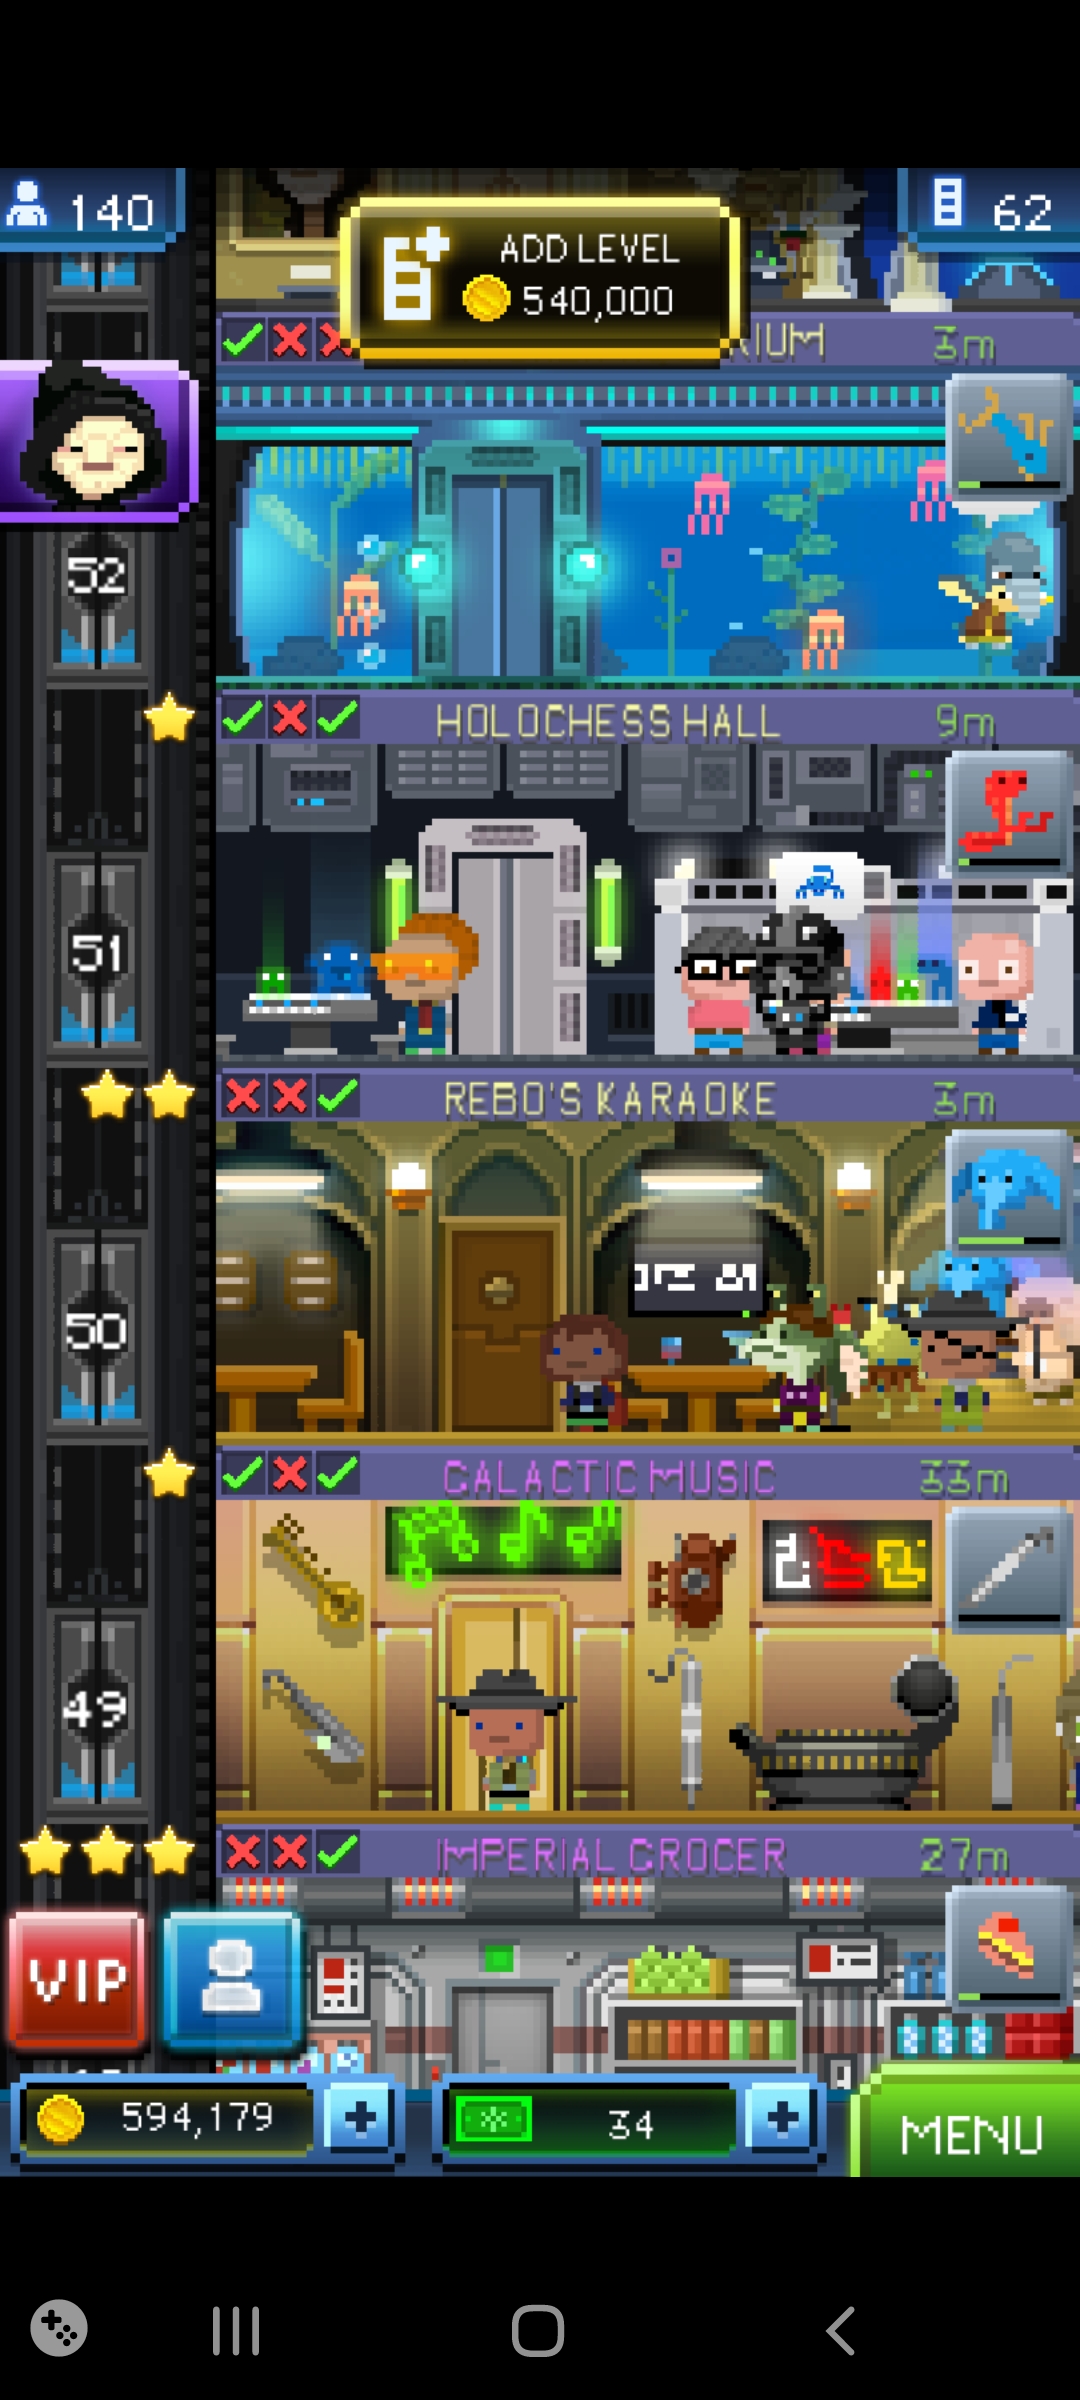 140
ADD LEVEL
540,000
62
RIUM 3m
52
HOLOCHESS HALL 9m
51
REBO'S KARAOKE 3m
50
GALACTIC MUSIC 33m
49
IMPERIAL GROCER 27m
VIP
594,179 + 34 + MENU